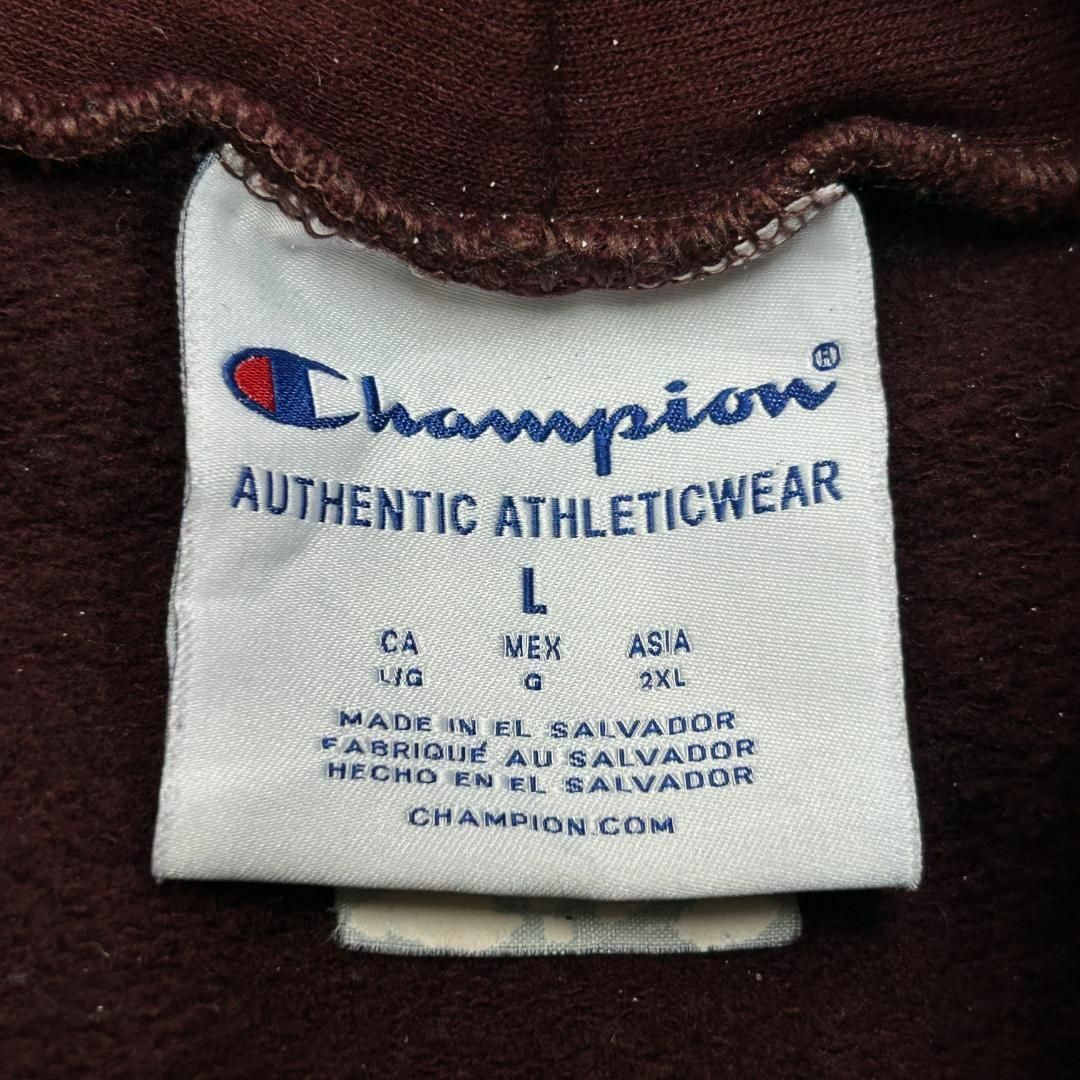 Champion®
AUTHENTIC ATHLETICWEAR
L
CA MEX ASIA
L/G G 2XL
MADE IN EL SALVADOR
FABRIQUÉ AU SALVADOR
HECHO EN EL SALVADOR
CHAMPION.COM